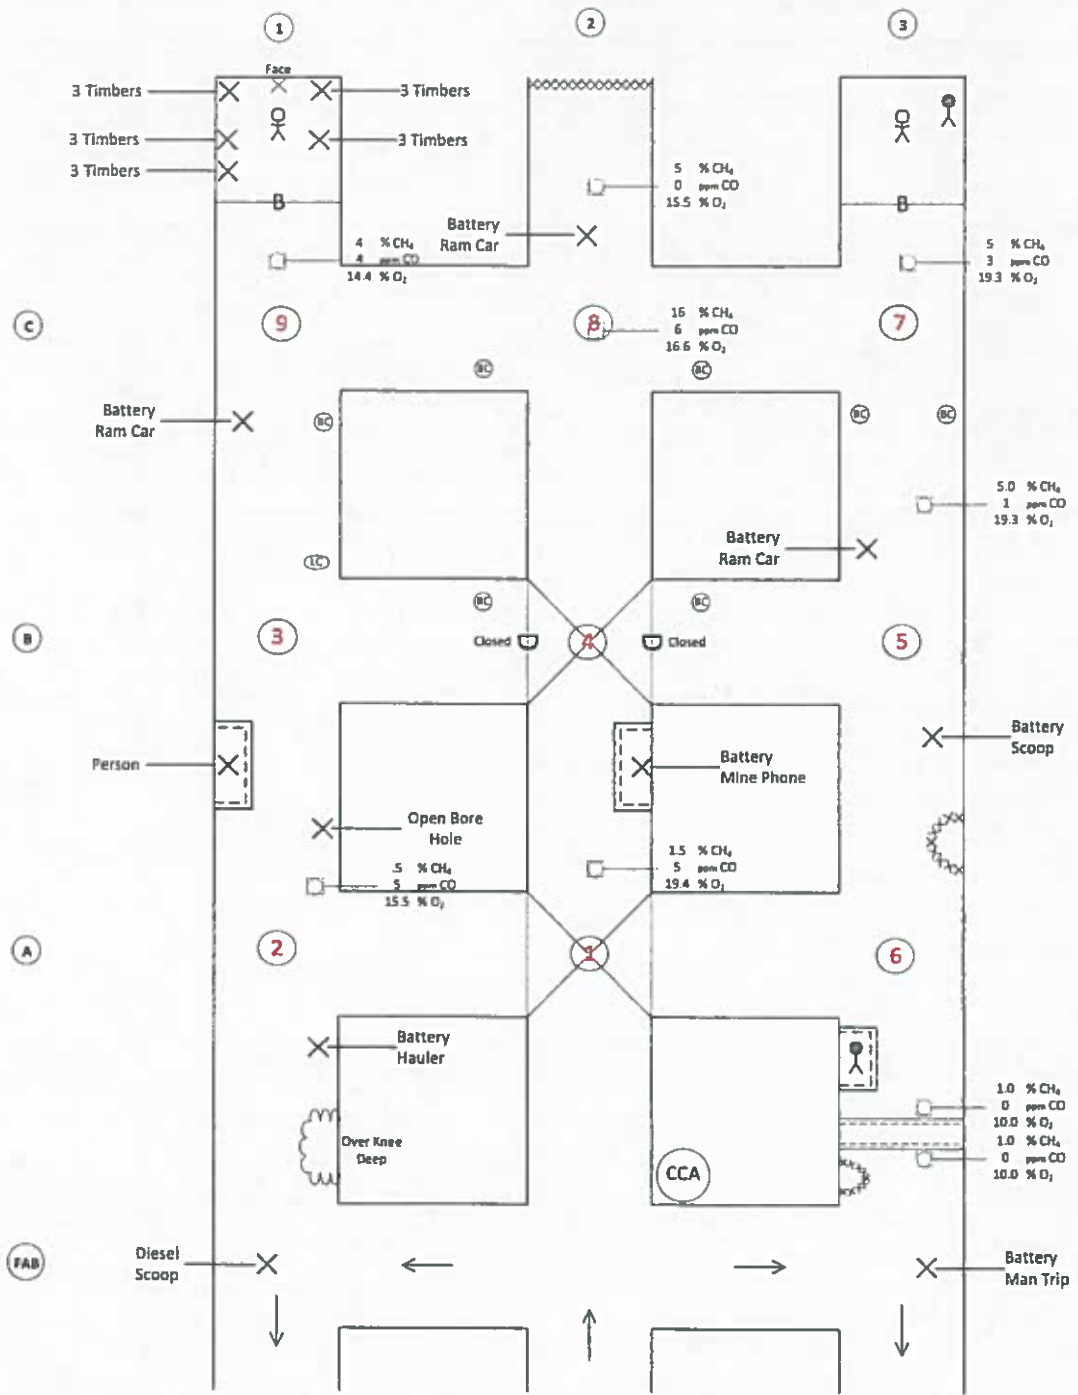 1
2
3
Face
3 Timbers
3 Timbers
3 Timbers
3 Timbers
3 Timbers
B
B
5 % CH₄
0 ppm CO
15.5 % O₂
Battery
Ram Car
4 % CH₄
4 ppm CO
14.4 % O₂
5 % CH₄
3 ppm CO
19.3 % O₂
C
9
8
7
16 % CH₄
6 ppm CO
16.6 % O₂
BC
BC
Battery
Ram Car
BC
BC
BC
5.0 % CH₄
1 ppm CO
19.3 % O₂
Battery
Ram Car
LC
BC
BC
B
3
Closed
4
Closed
5
Person
Battery
Mine Phone
Battery
Scoop
Open Bore
Hole
.5 % CH₄
5 ppm CO
15.5 % O₂
1.5 % CH₄
5 ppm CO
19.4 % O₂
A
2
1
6
Battery
Hauler
Over Knee
Deep
1.0 % CH₄
0 ppm CO
10.0 % O₂
1.0 % CH₄
0 ppm CO
10.0 % O₂
CCA
FAB
Diesel
Scoop
Battery
Man Trip